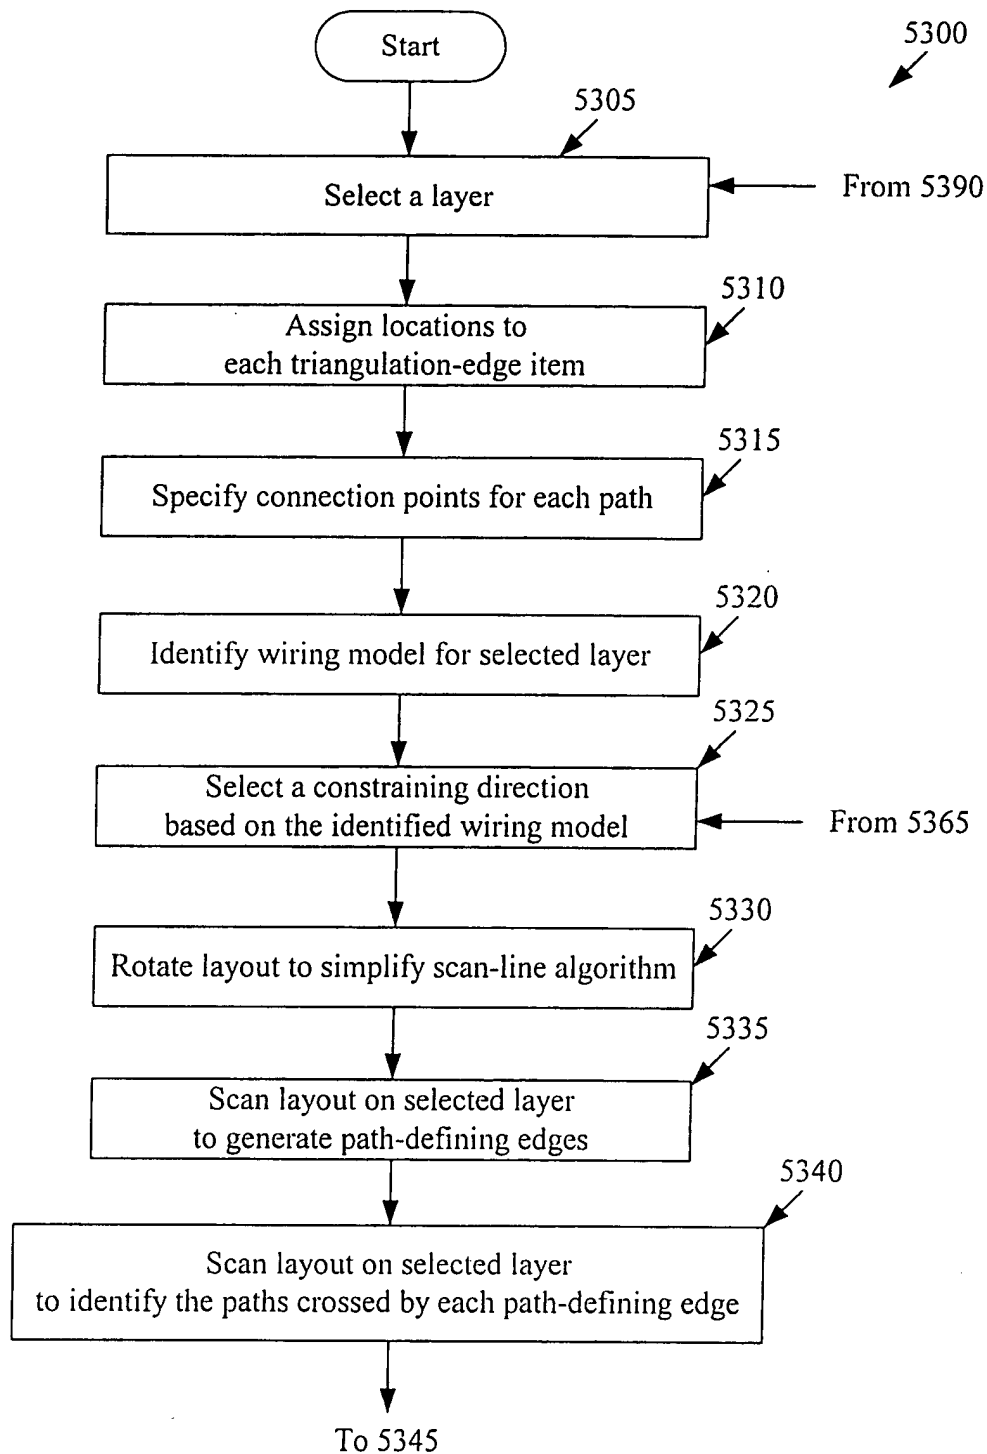 Start
5300
5305
Select a layer
From 5390
5310
Assign locations to
each triangulation-edge item
5315
Specify connection points for each path
5320
Identify wiring model for selected layer
5325
Select a constraining direction
based on the identified wiring model
From 5365
5330
Rotate layout to simplify scan-line algorithm
5335
Scan layout on selected layer
to generate path-defining edges
5340
Scan layout on selected layer
to identify the paths crossed by each path-defining edge
To 5345